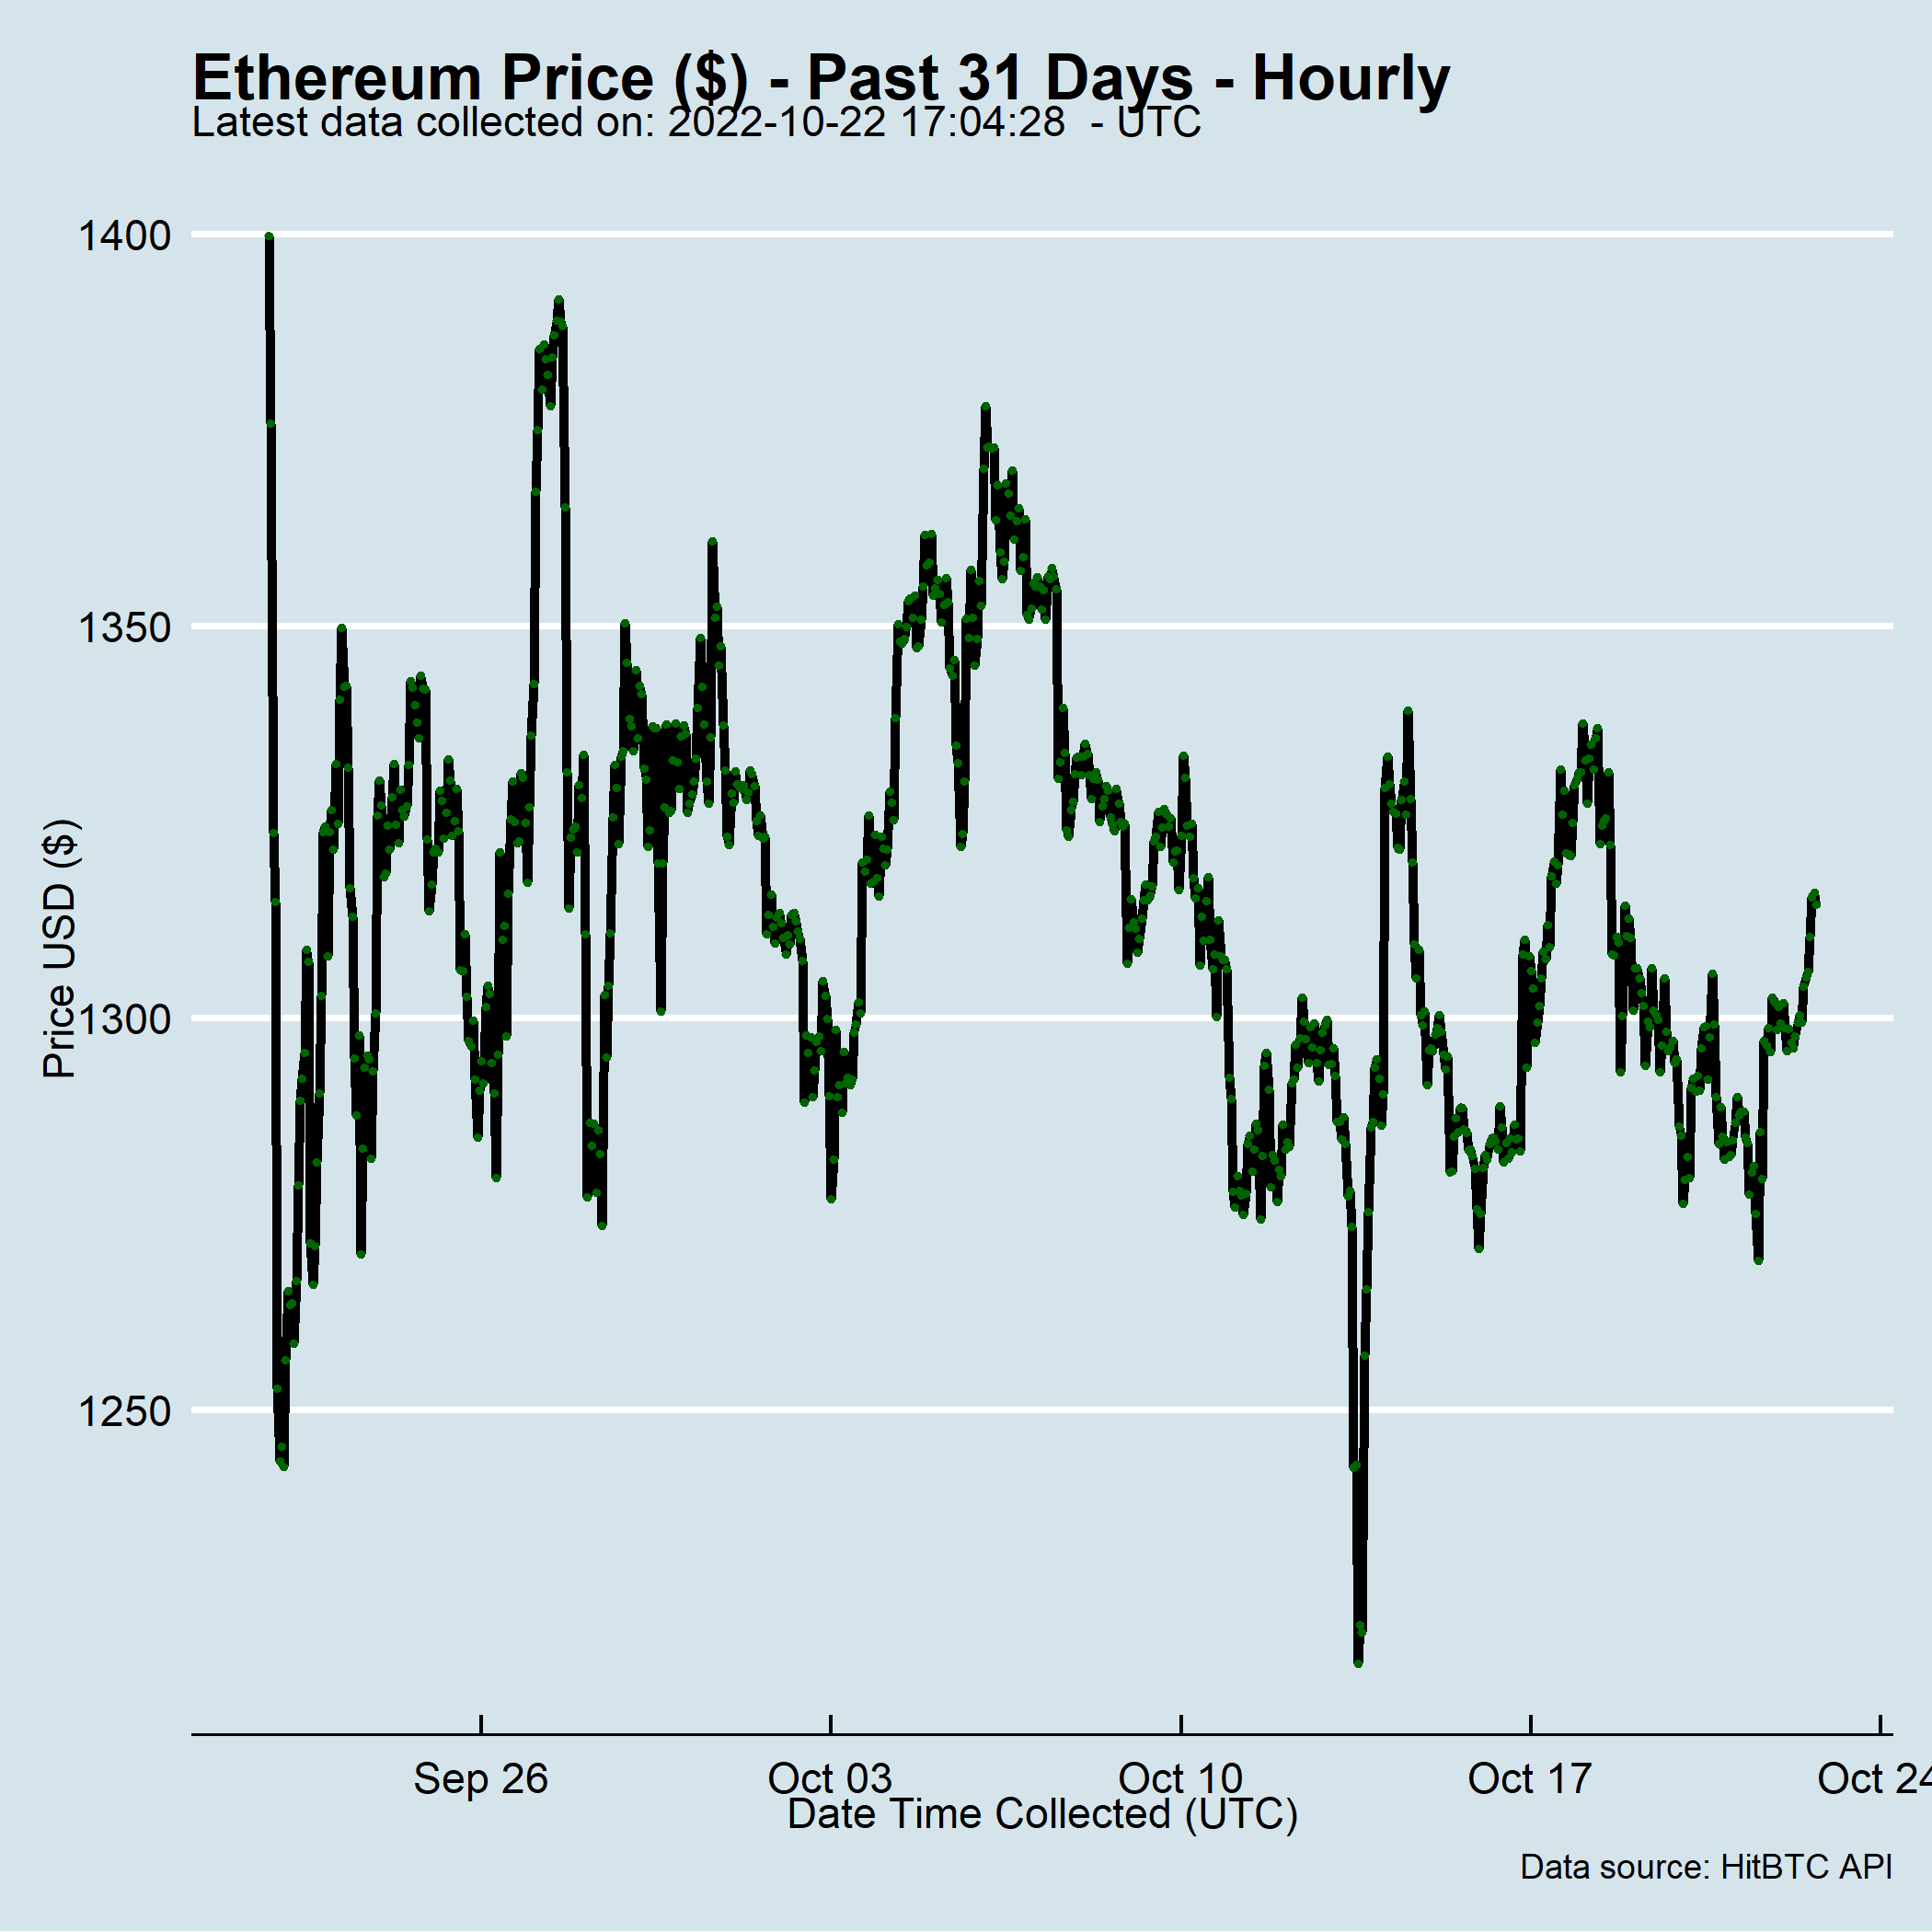 Ethereum Price ($) - Past 31 Days - Hourly
Latest data collected on: 2022-10-22 17:04:28  - UTC
1400
1350
1300
1250
Price USD ($)
Sep 26
Oct 03
Oct 10
Oct 17
Oct 24
Date Time Collected (UTC)
Data source: HitBTC API